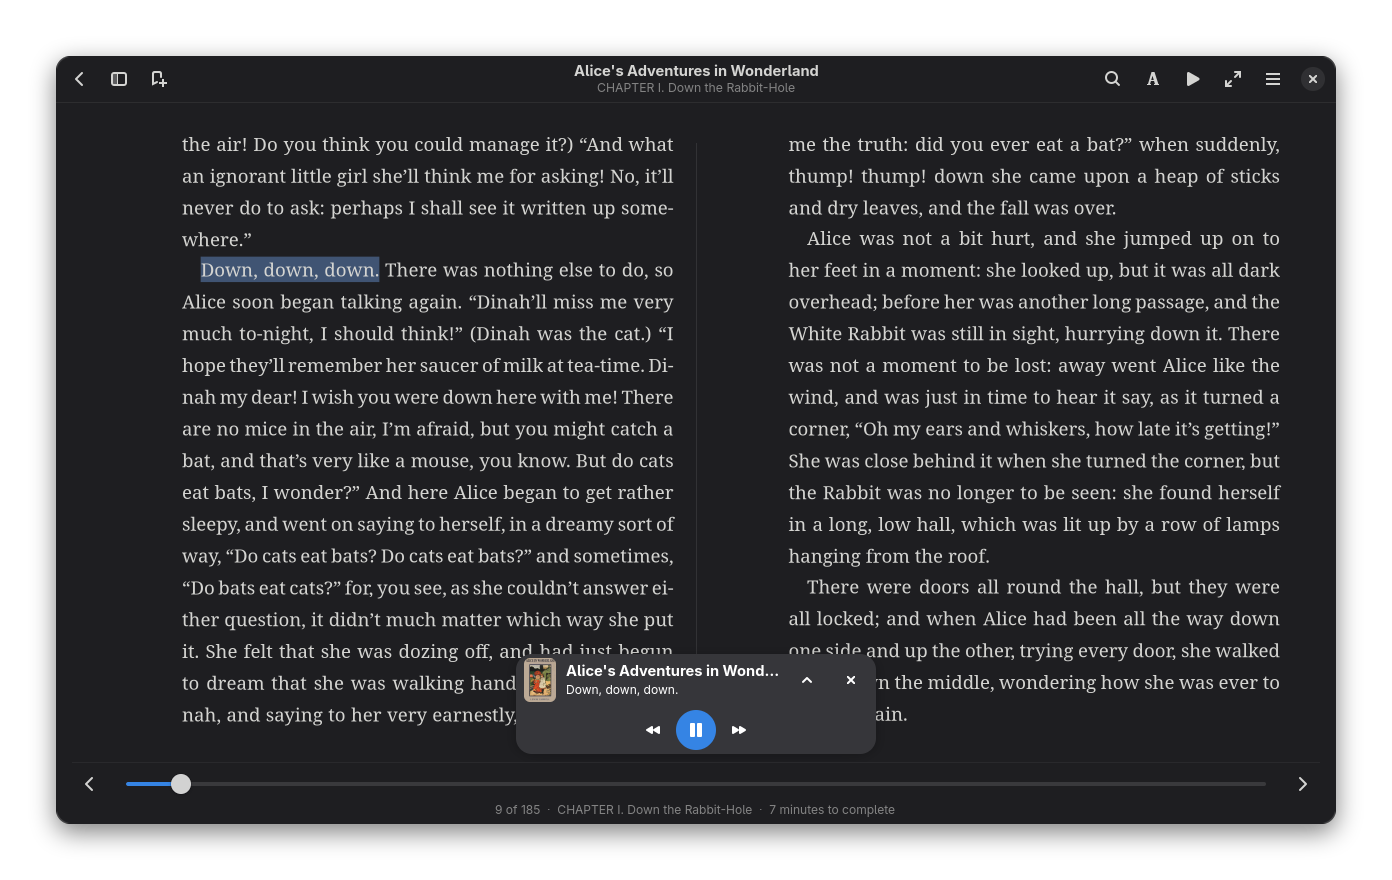 Alice's Adventures in Wonderland
CHAPTER I. Down the Rabbit-Hole
A
the air! Do you think you could manage it?) “And what
an ignorant little girl she’ll think me for asking! No, it’ll
never do to ask: perhaps I shall see it written up some-
where.”
Down, down, down. There was nothing else to do, so
Alice soon began talking again. “Dinah’ll miss me very
much to-night, I should think!” (Dinah was the cat.) “I
hope they’ll remember her saucer of milk at tea-time. Di-
nah my dear! I wish you were down here with me! There
are no mice in the air, I’m afraid, but you might catch a
bat, and that’s very like a mouse, you know. But do cats
eat bats, I wonder?” And here Alice began to get rather
sleepy, and went on saying to herself, in a dreamy sort of
way, “Do cats eat bats? Do cats eat bats?” and sometimes,
“Do bats eat cats?” for, you see, as she couldn’t answer ei-
ther question, it didn’t much matter which way she put
it. She felt that she was dozing off, and had just begun
to dream that she was walking hand
nah, and saying to her very earnestly,
me the truth: did you ever eat a bat?” when suddenly,
thump! thump! down she came upon a heap of sticks
and dry leaves, and the fall was over.
Alice was not a bit hurt, and she jumped up on to
her feet in a moment: she looked up, but it was all dark
overhead; before her was another long passage, and the
White Rabbit was still in sight, hurrying down it. There
was not a moment to be lost: away went Alice like the
wind, and was just in time to hear it say, as it turned a
corner, “Oh my ears and whiskers, how late it’s getting!”
She was close behind it when she turned the corner, but
the Rabbit was no longer to be seen: she found herself
in a long, low hall, which was lit up by a row of lamps
hanging from the roof.
There were doors all round the hall, but they were
all locked; and when Alice had been all the way down
one side and up the other, trying every door, she walked
the middle, wondering how she was ever to
Alice's Adventures in Wond...
Down, down, down.
9 of 185 · CHAPTER I. Down the Rabbit-Hole · 7 minutes to complete